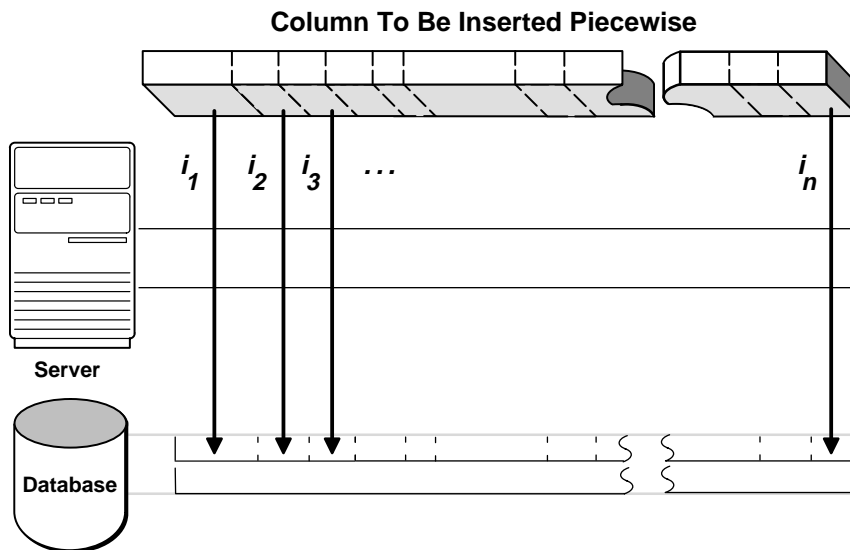 Column To Be Inserted Piecewise
i1 i2 i3 ... in
Server
Database